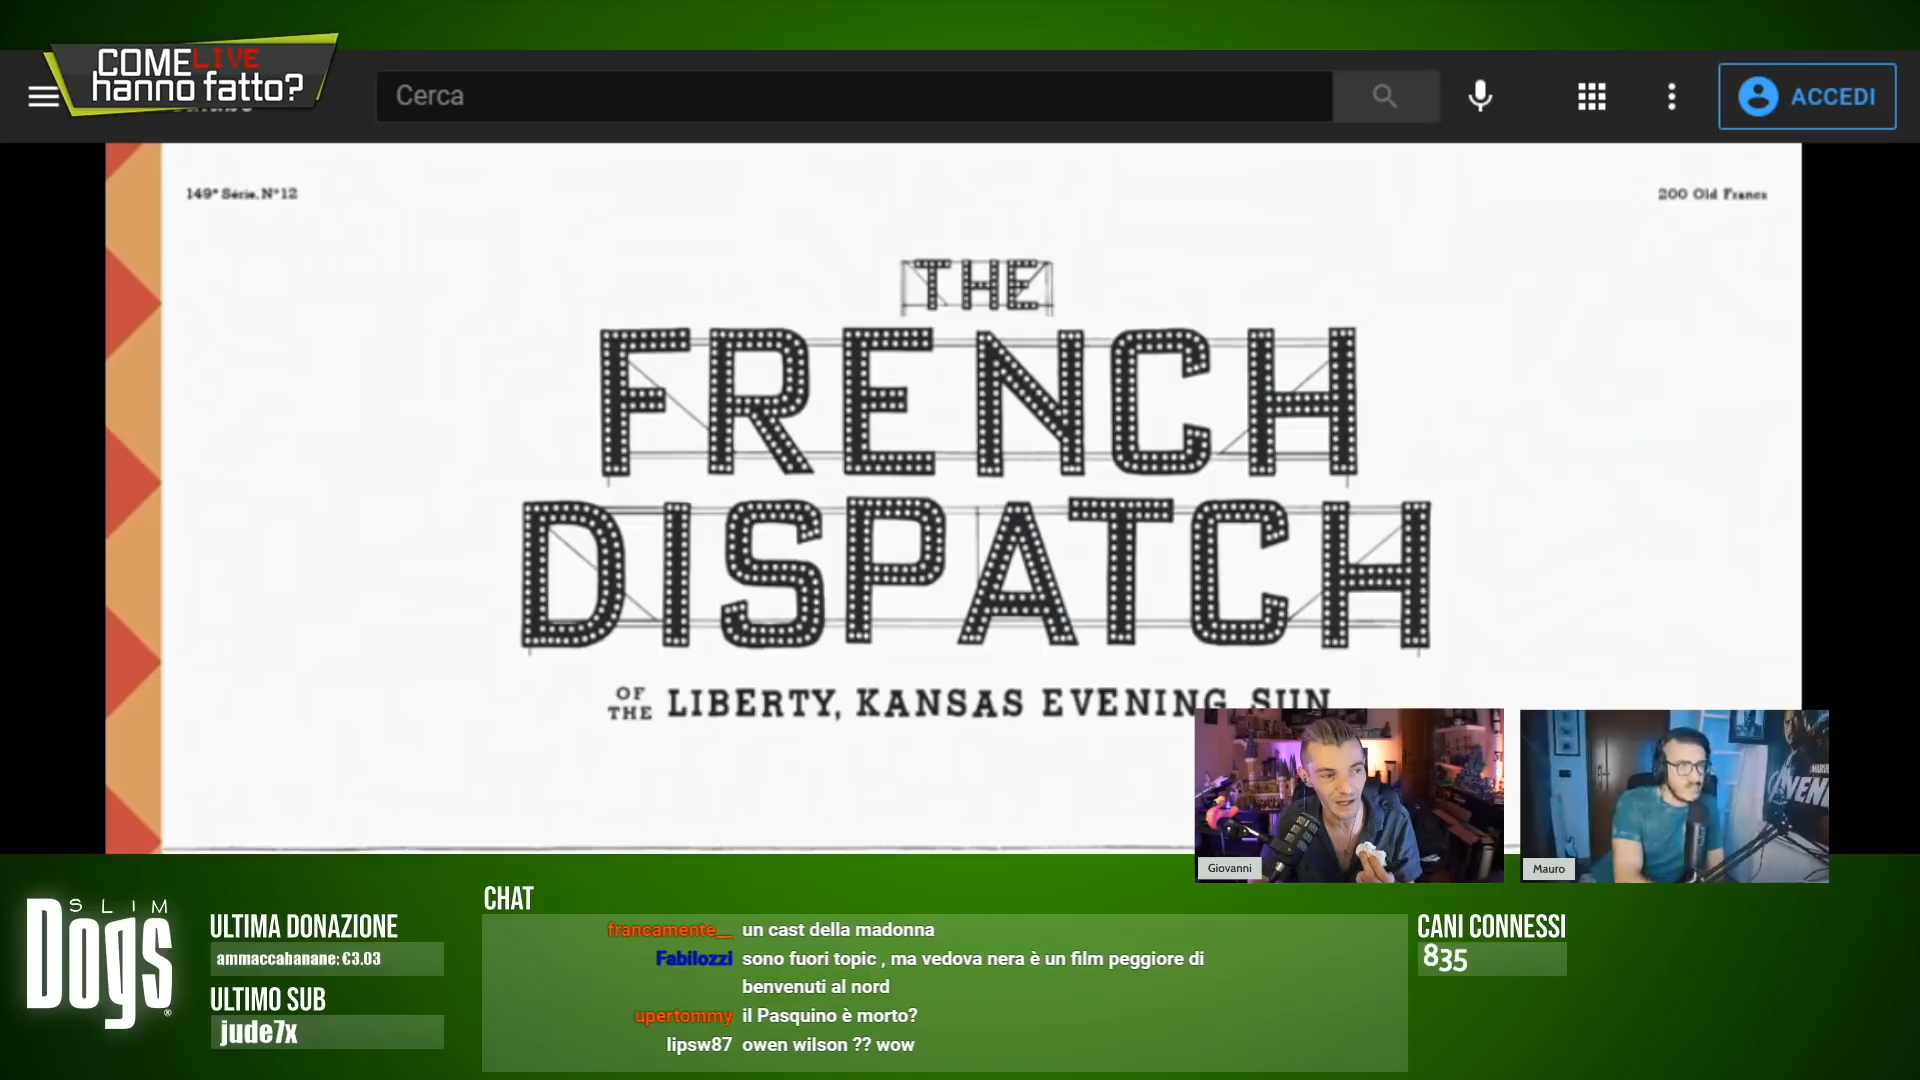 COME LIVE
hanno fatto?
Cerca
ACCEDI
149e Série. N° 12
200 Old Francs
THE
FRENCH
DISPATCH
OF THE LIBERTY, KANSAS EVENING SUN
Giovanni
Mauro
SLIM
Dogs
ULTIMA DONAZIONE
ammaccabanane: €3.03
ULTIMO SUB
jude7x
CHAT
francamente__ un cast della madonna
Fabilozzi sono fuori topic , ma vedova nera è un film peggiore di
benvenuti al nord
upertommy il Pasquino è morto?
lipsw87 owen wilson ?? wow
CANI CONNESSI
835